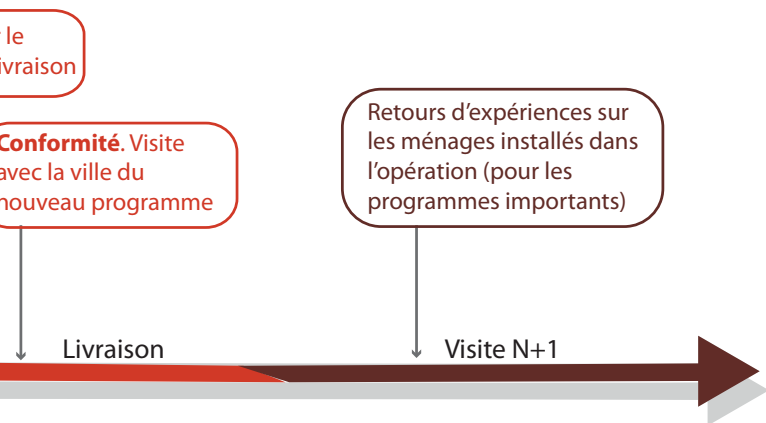 le
ivraison
Conformité. Visite
avec la ville du
nouveau programme
Retours d’expériences sur
les ménages installés dans
l’opération (pour les
programmes importants)
Livraison
Visite N+1